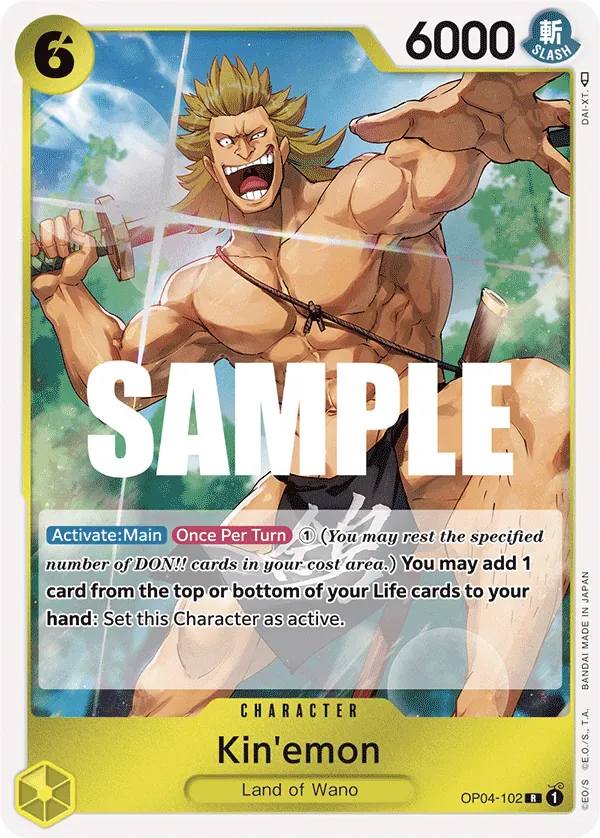 6
6000
斬
SLASH
DAI-XT.
SAMPLE
Activate:Main Once Per Turn ① (You may rest the specified
number of DON!! cards in your cost area.) You may add 1
card from the top or bottom of your Life cards to your
hand: Set this Character as active.
CHARACTER
Kin'emon
Land of Wano
OP04-102 R 1
©E.O/S ©E.O./S., T.A. BANDAI MADE IN JAPAN